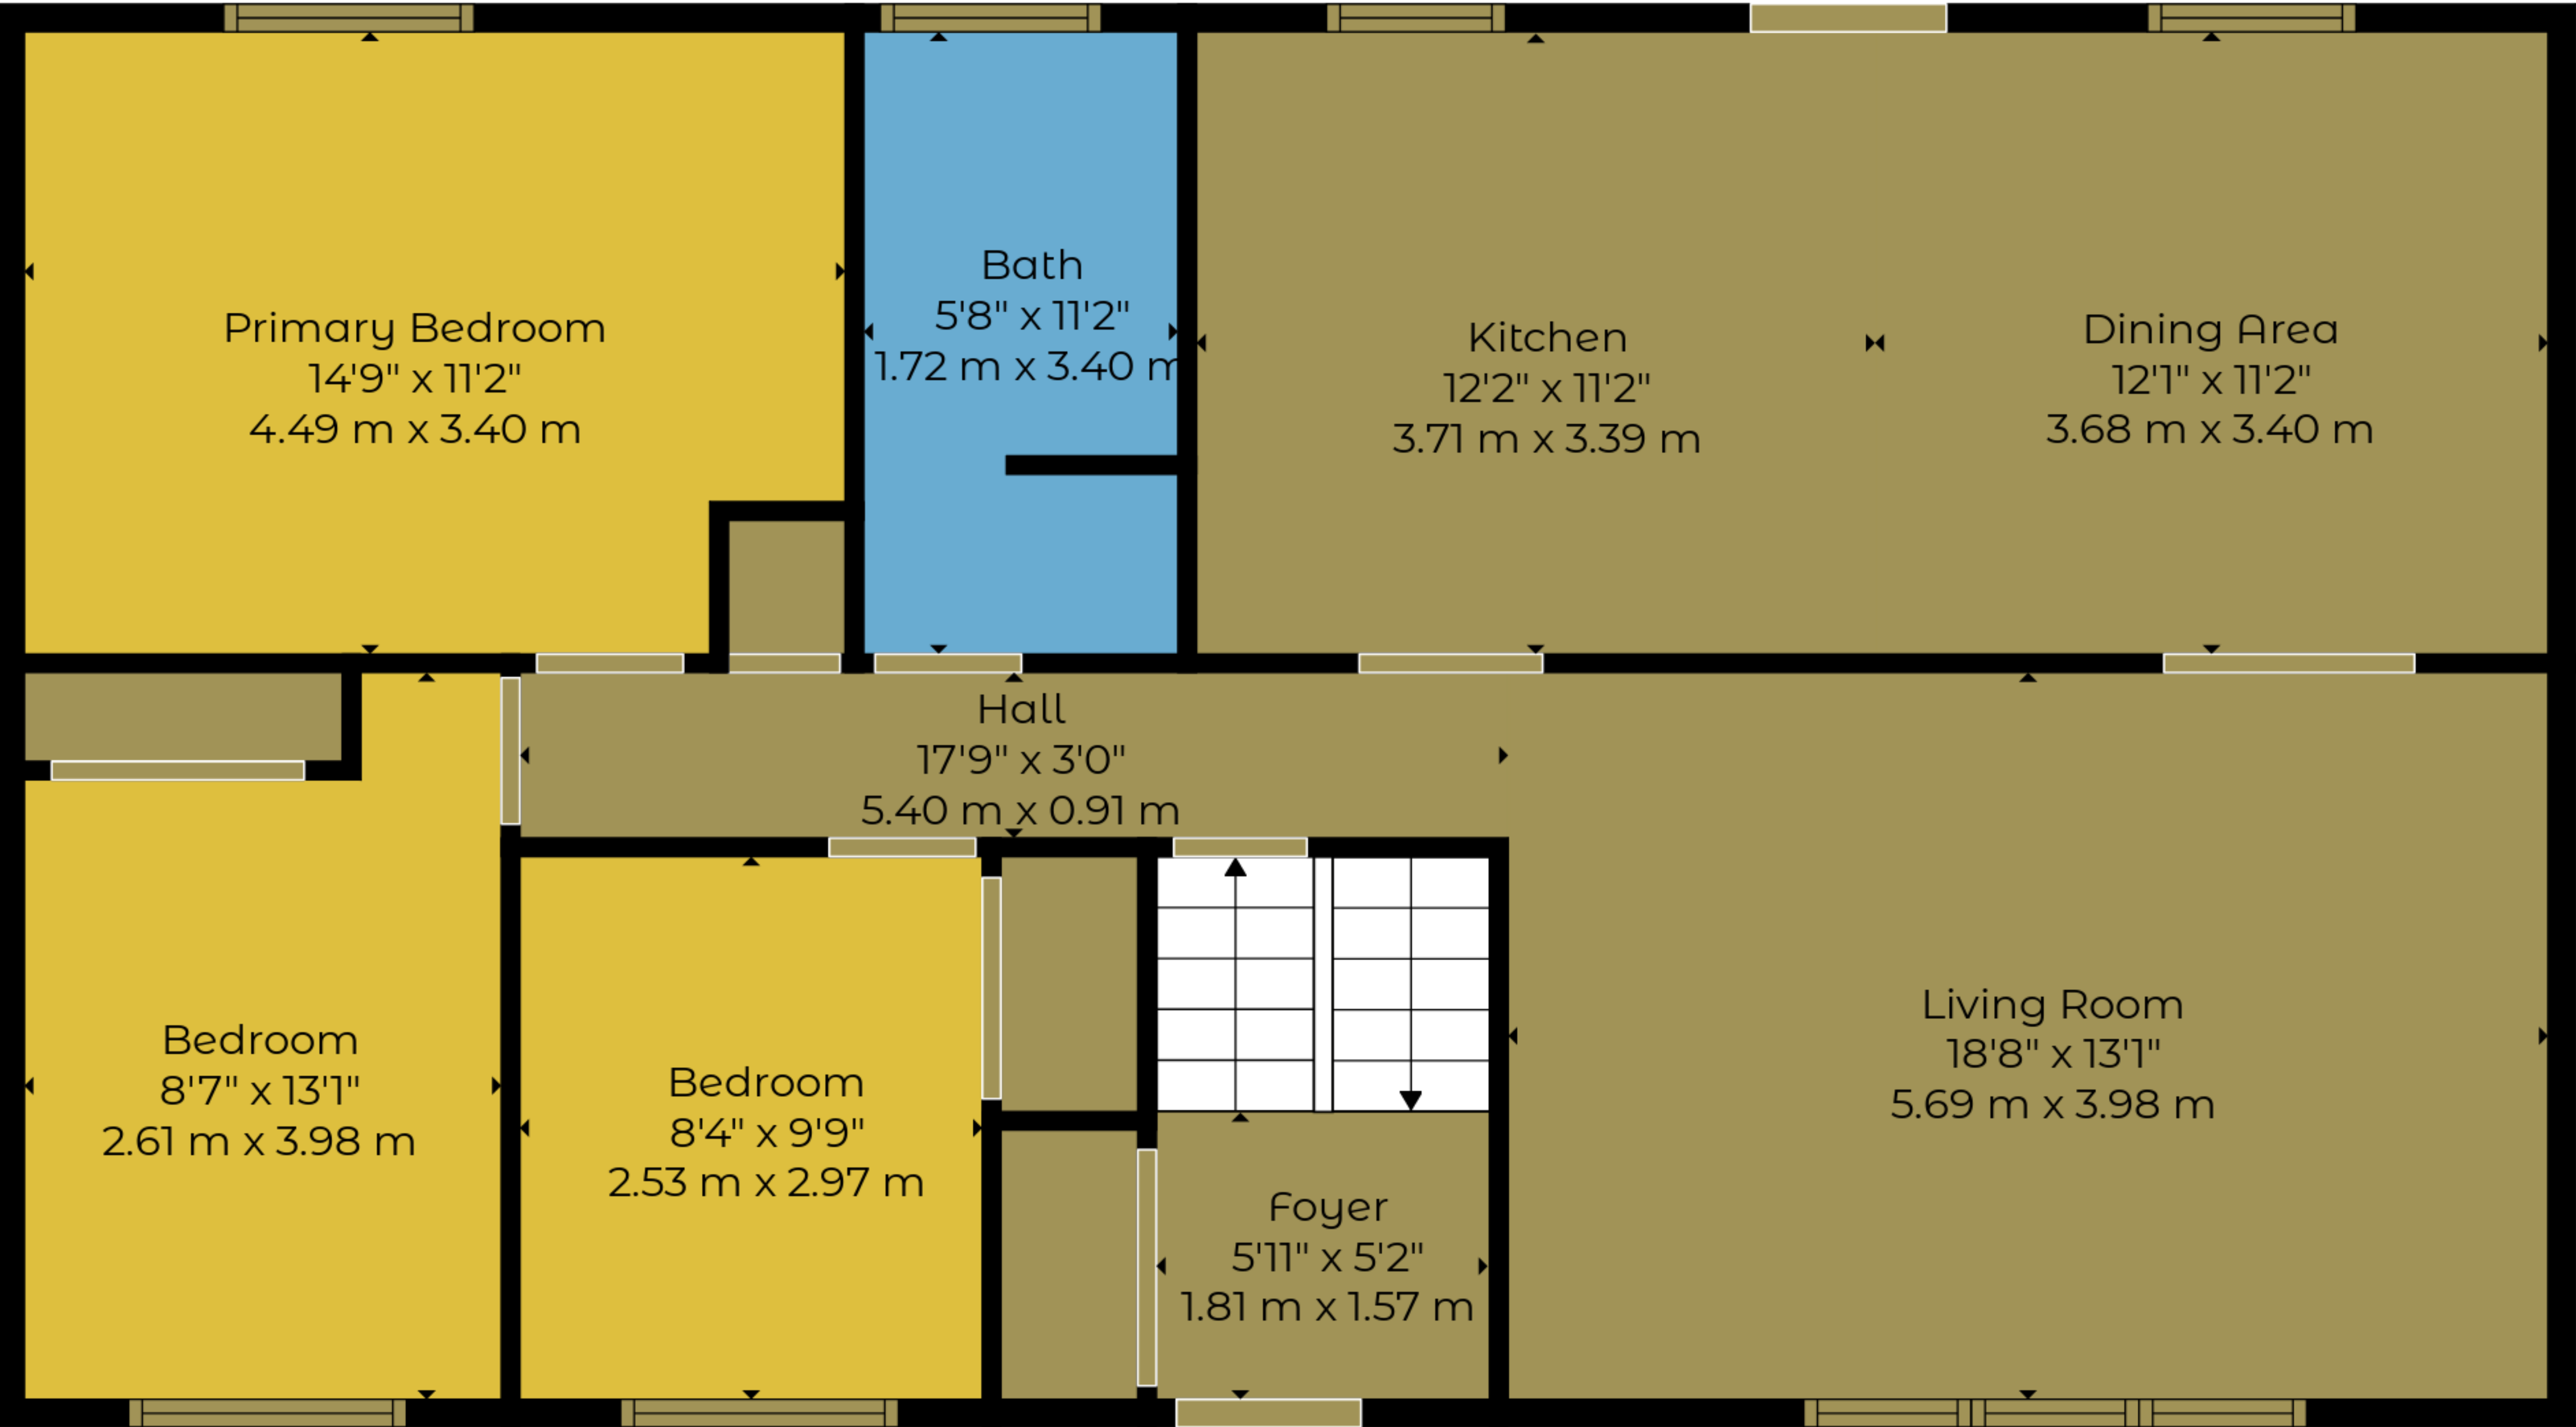 Primary Bedroom
14'9" x 11'2"
4.49 m x 3.40 m
Bath
5'8" x 11'2"
1.72 m x 3.40 m
Kitchen
12'2" x 11'2"
3.71 m x 3.39 m
Dining Area
12'1" x 11'2"
3.68 m x 3.40 m
Hall
17'9" x 3'0"
5.40 m x 0.91 m
Bedroom
8'7" x 13'1"
2.61 m x 3.98 m
Bedroom
8'4" x 9'9"
2.53 m x 2.97 m
Foyer
5'11" x 5'2"
1.81 m x 1.57 m
Living Room
18'8" x 13'1"
5.69 m x 3.98 m